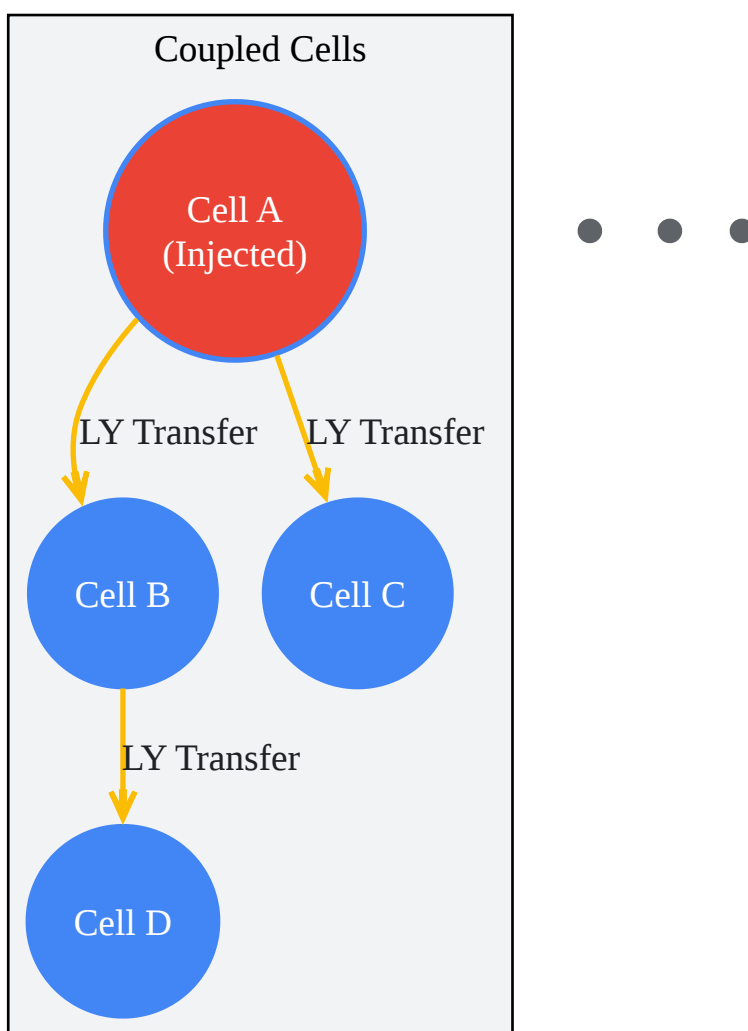 Coupled Cells
Cell A
(Injected)
LY Transfer
LY Transfer
Cell B
Cell C
LY Transfer
Cell D